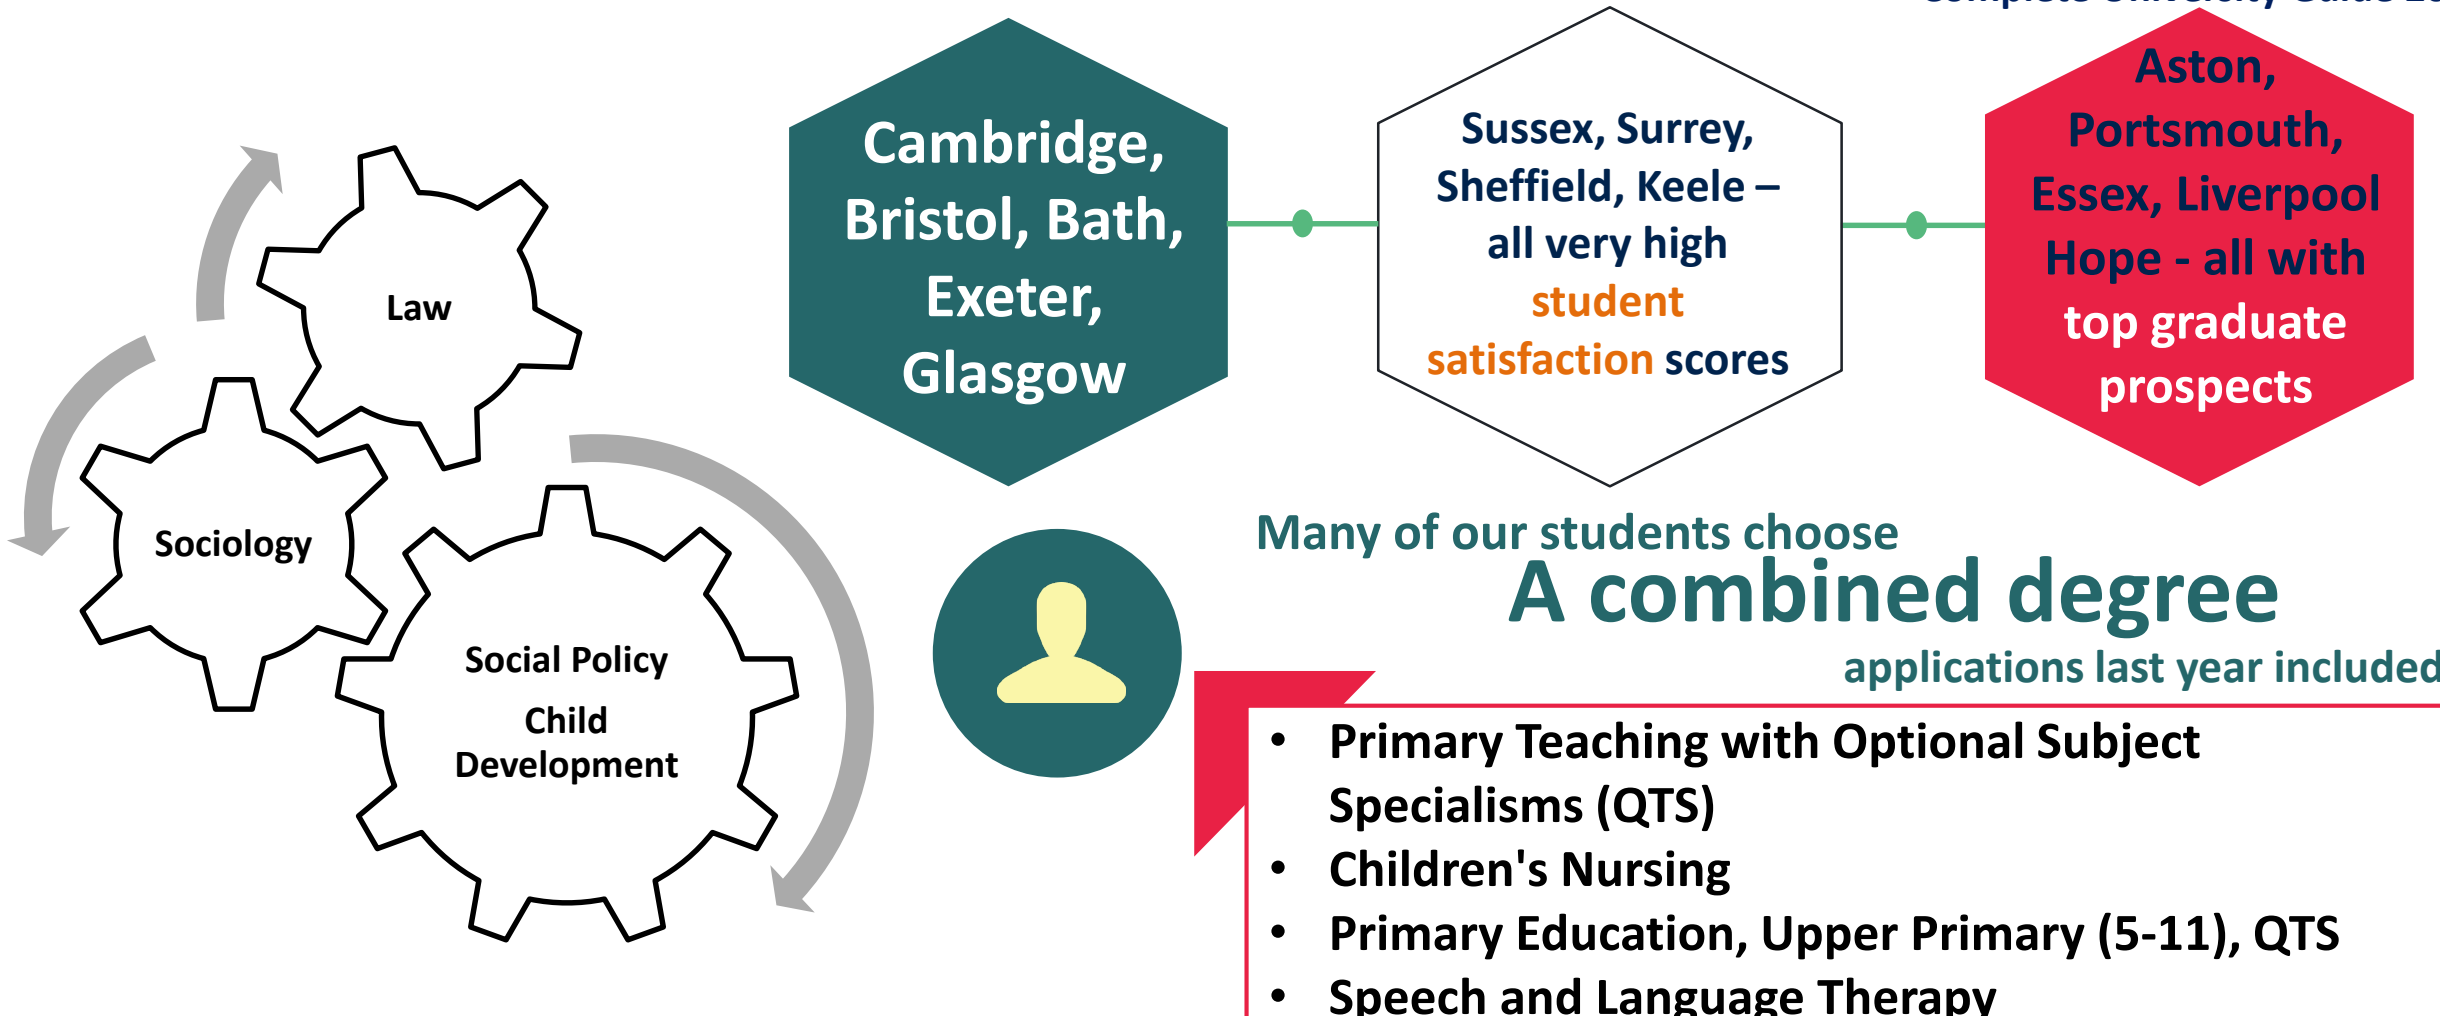 Complete University Guide
Law
Sociology
Social Policy
Child
Development
Cambridge,
Bristol, Bath,
Exeter,
Glasgow
Sussex, Surrey,
Sheffield, Keele –
all very high
student
satisfaction scores
Aston,
Portsmouth,
Essex, Liverpool
Hope - all with
top graduate
prospects
Many of our students choose
A combined degree
applications last year included
• Primary Teaching with Optional Subject
Specialisms (QTS)
• Children's Nursing
• Primary Education, Upper Primary (5-11), QTS
• Speech and Language Therapy